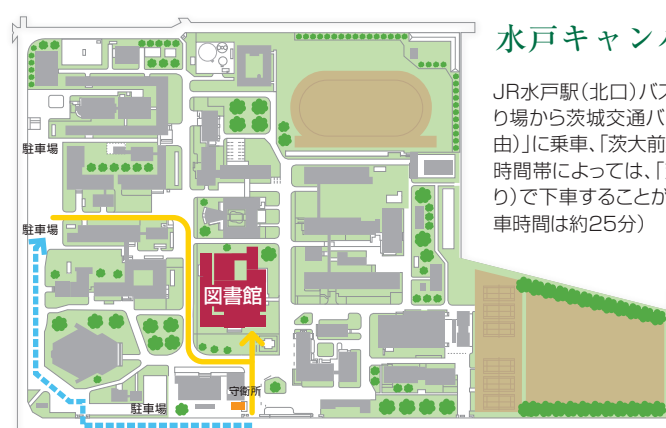 水戸キャン
JR水戸駅(北口)バス
り場から茨城交通バ
由)」に乗車、「茨大前
時間帯によっては、「
り)で下車することが
車時間は約25分)
駐車場
駐車場
図書館
守衛所
駐車場